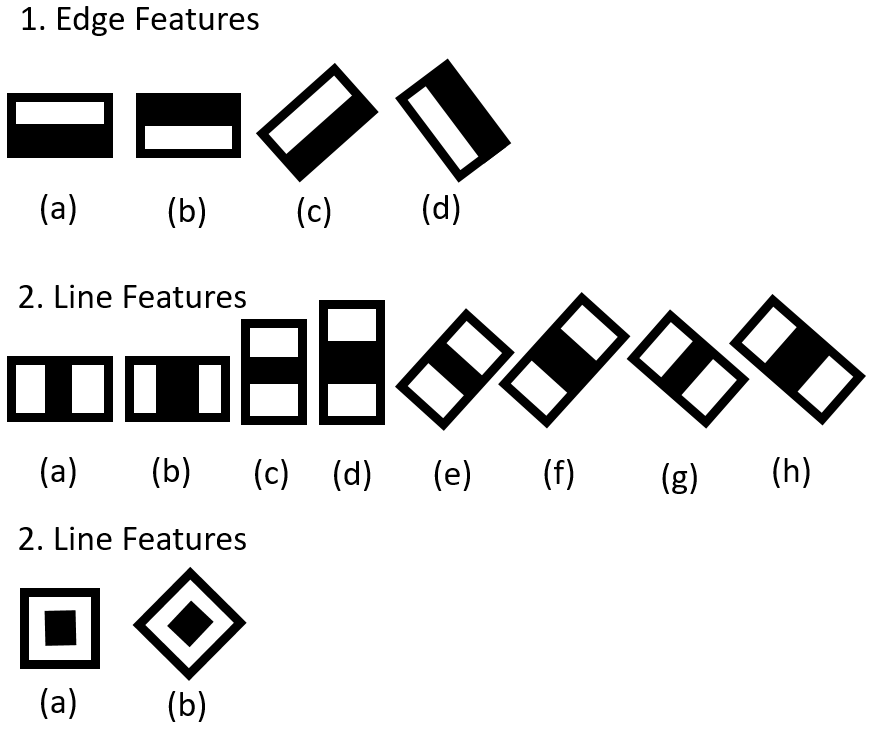 1. Edge Features
(a) (b) (c) (d)
2. Line Features
(a) (b) (c) (d) (e) (f) (g) (h)
2. Line Features
(a) (b)